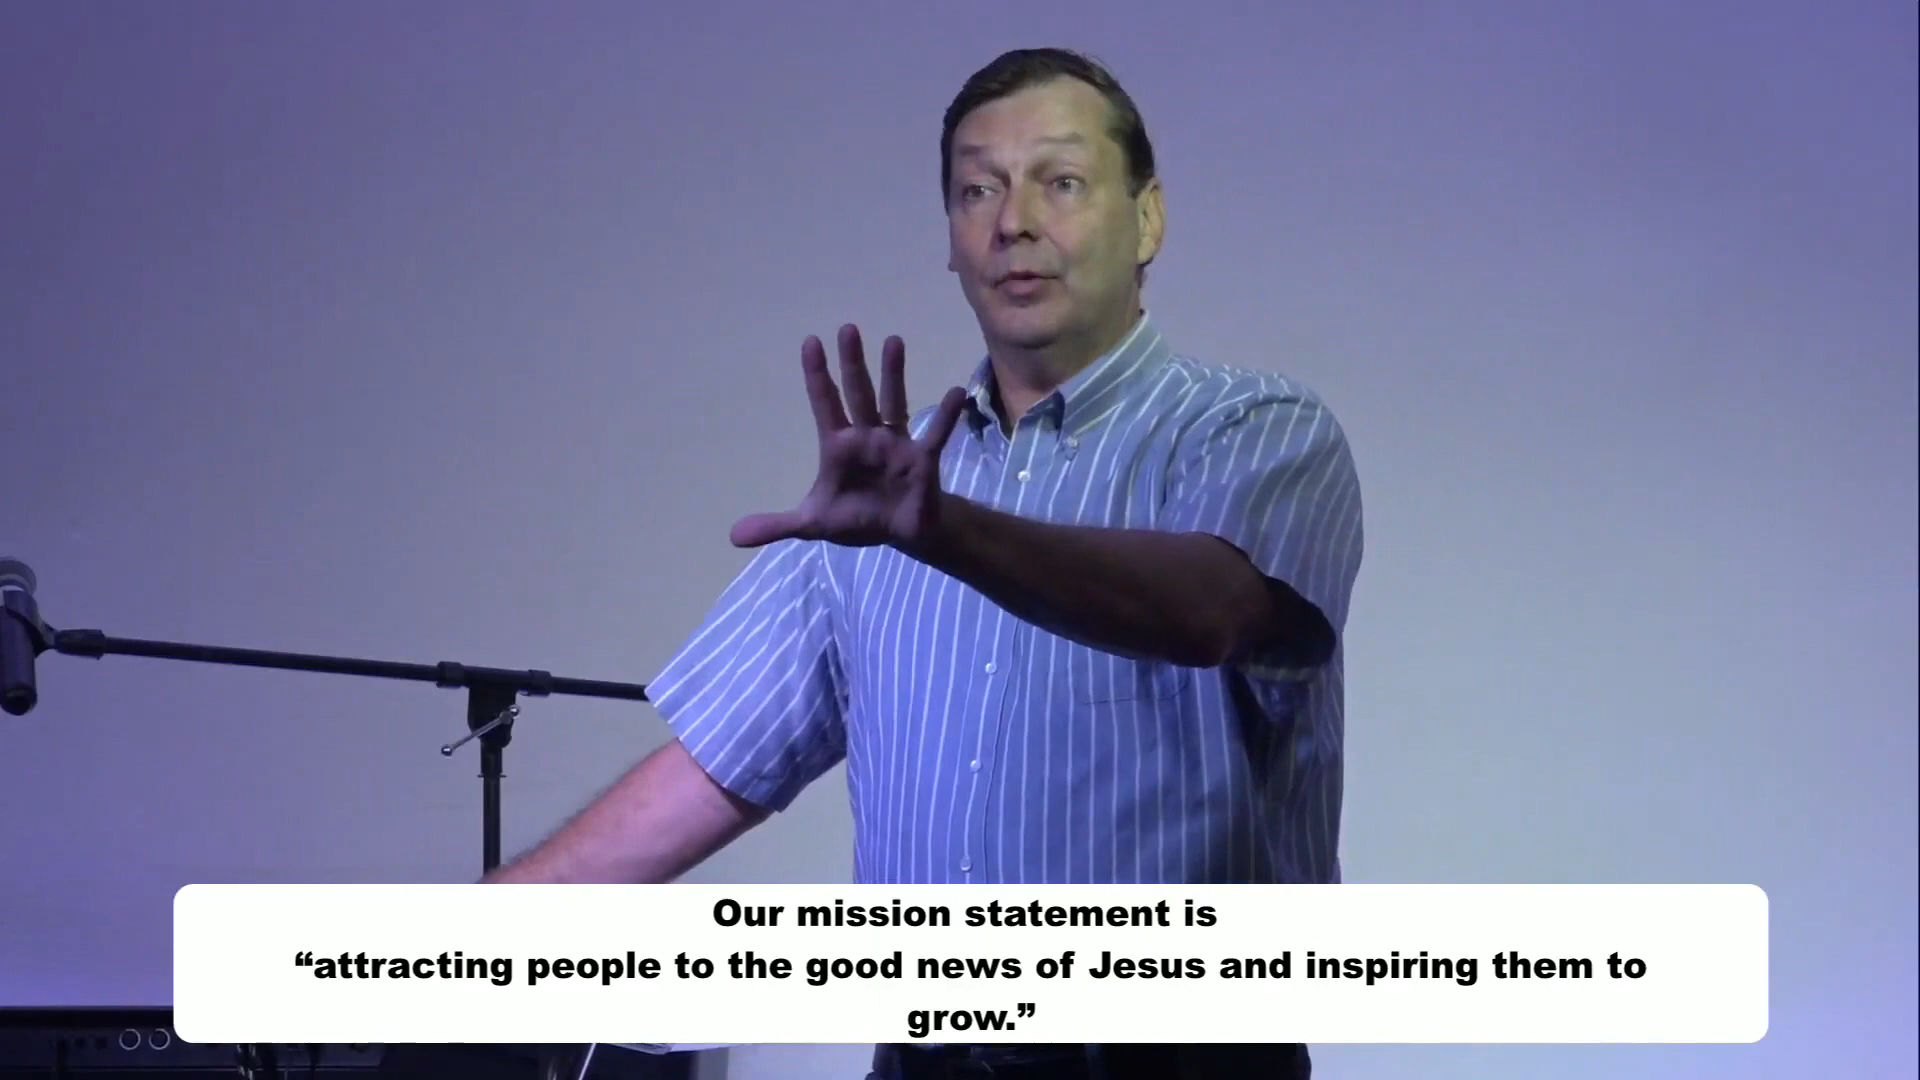 Our mission statement is
“attracting people to the good news of Jesus and inspiring them to
grow.”